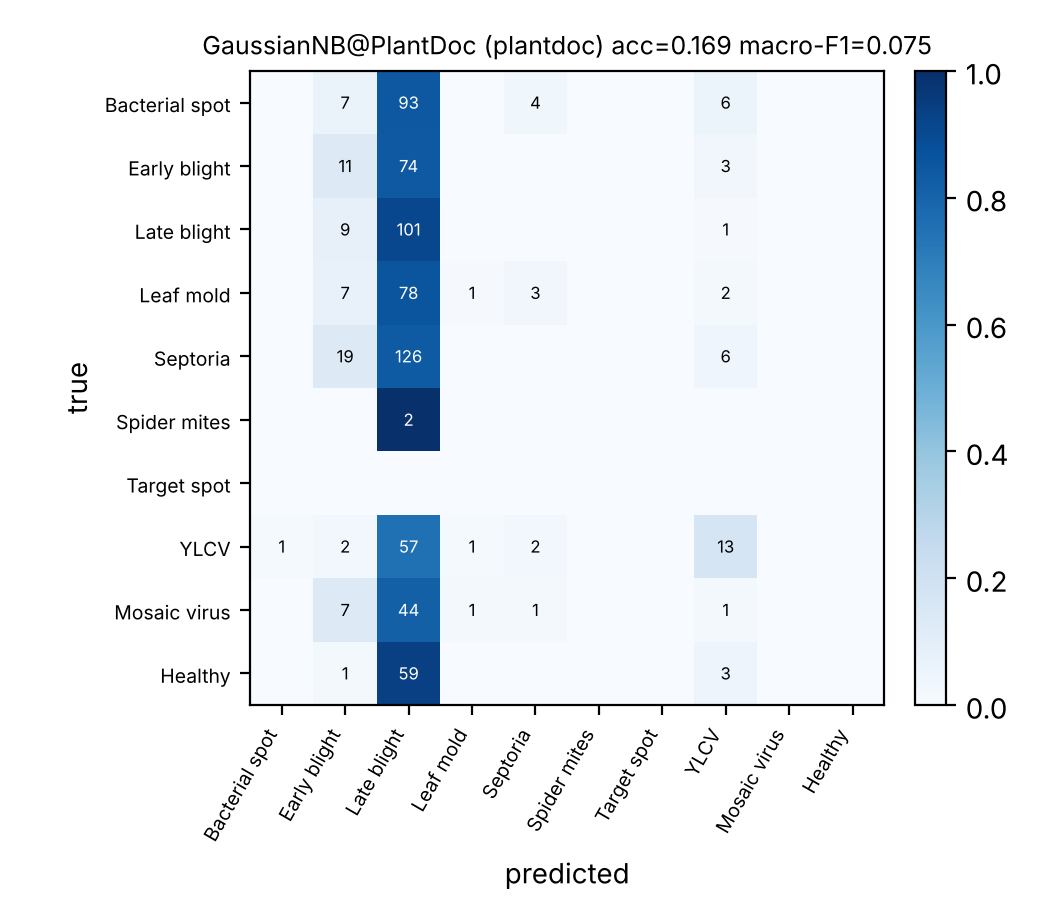 GaussianNB@PlantDoc (plantdoc) acc=0.169 macro-F1=0.075
Bacterial spot 7 93 4 6
Early blight 11 74 3
Late blight 9 101 1
Leaf mold 7 78 1 3 2
Septoria 19 126 6
Spider mites 2
Target spot
YLCV 1 2 57 1 2 13
Mosaic virus 7 44 1 1 1
Healthy 1 59 3
true
Bacterial spot
Early blight
Late blight
Leaf mold
Septoria
Spider mites
Target spot
YLCV
Mosaic virus
Healthy
predicted
1.0
0.8
0.6
0.4
0.2
0.0